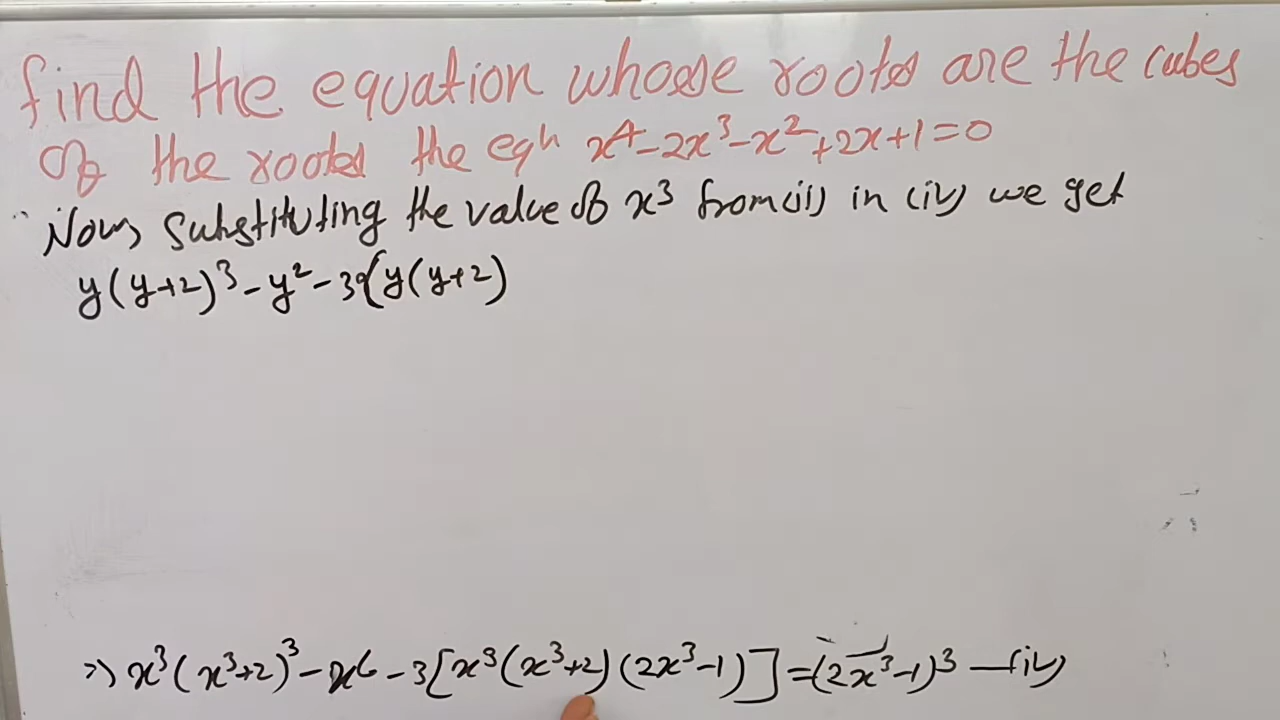 find the equation whose roots are the cubes
Of the roots the eqn x⁴-2x³-x²+2x+1=0
Now, Substituting the value of x³ from (ii) in (iv) we get
y(y+2)³-y²-3{y(y+2)
=> x³(x³+2)³-x⁶-3[x³(x³+2)(2x³-1)]=(2x³-1)³ —(iv)